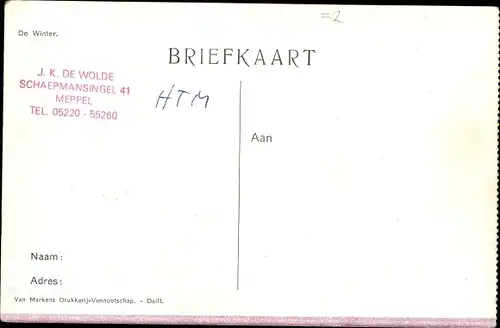 =2
De Winter.
BRIEFKAART
J. K. DE WOLDE
SCHAEPMANSINGEL 41
MEPPEL
TEL. 05220 - 55260
HTM
Aan
Naam :
Adres :
Van Markens Drukkerij-Vennootschap. - Delft.